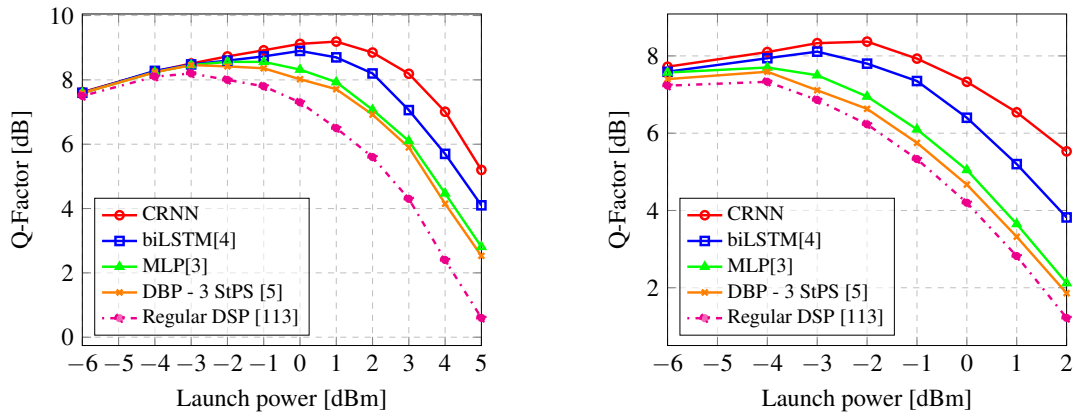 10
8
6
4
2
0
Q-Factor [dB]
CRNN
biLSTM[4]
MLP[3]
DBP - 3 StPS [5]
Regular DSP [113]
−6 −5 −4 −3 −2 −1 0 1 2 3 4 5
Launch power [dBm]
8
6
4
2
Q-Factor [dB]
CRNN
biLSTM[4]
MLP[3]
DBP - 3 StPS [5]
Regular DSP [113]
−6 −5 −4 −3 −2 −1 0 1 2
Launch power [dBm]